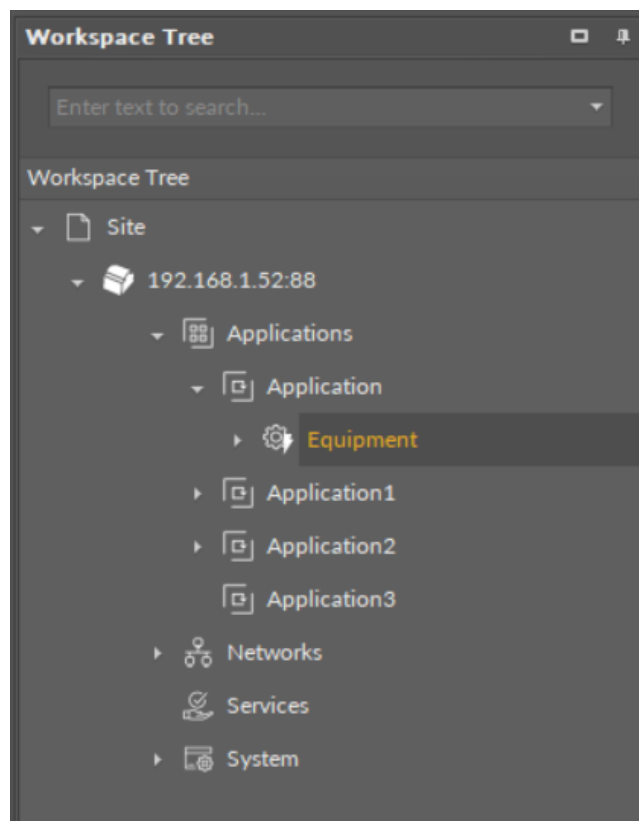 Workspace Tree
Enter text to search...
Workspace Tree
Site
192.168.1.52:88
Applications
Application
Equipment
Application1
Application2
Application3
Networks
Services
System